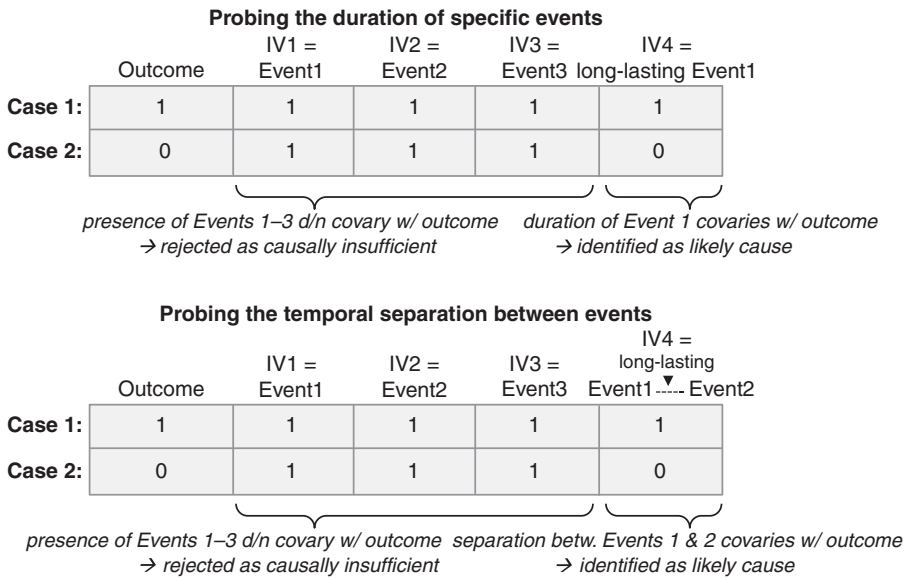 Probing the duration of specific events
IV1 = IV2 = IV3 = IV4 =
Outcome Event1 Event2 Event3 long-lasting Event1
Case 1: 1 1 1 1 1
Case 2: 0 1 1 1 0
presence of Events 1–3 d/n covary w/ outcome duration of Event 1 covaries w/ outcome
→ rejected as causally insufficient → identified as likely cause
Probing the temporal separation between events
IV4 =
IV1 = IV2 = IV3 = long-lasting
Outcome Event1 Event2 Event3 Event1 Event2
Case 1: 1 1 1 1 1
Case 2: 0 1 1 1 0
presence of Events 1–3 d/n covary w/ outcome separation betw. Events 1 & 2 covaries w/ outcome
→ rejected as causally insufficient → identified as likely cause